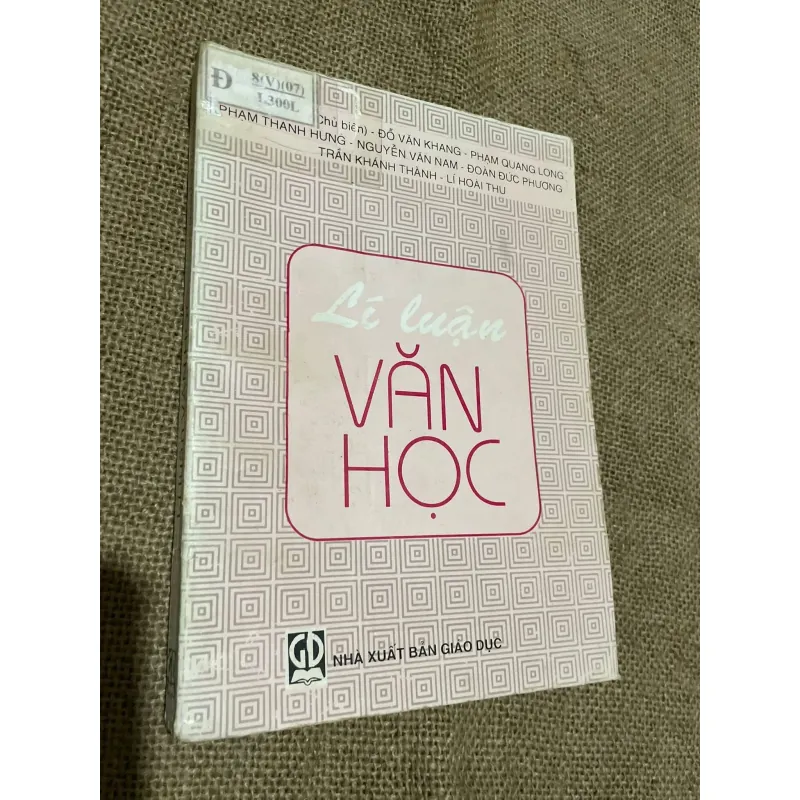 Đ
8(V)(07)
L300L
(Chủ biên) - ĐỖ VĂN KHANG - PHẠM QUANG LONG
PHẠM THÀNH HƯNG - NGUYỄN VĂN NAM - ĐOÀN ĐỨC PHƯƠNG
TRẦN KHÁNH THÀNH - LÍ HOÀI THU
Lí luận
VĂN
HỌC
GD
NHÀ XUẤT BẢN GIÁO DỤC